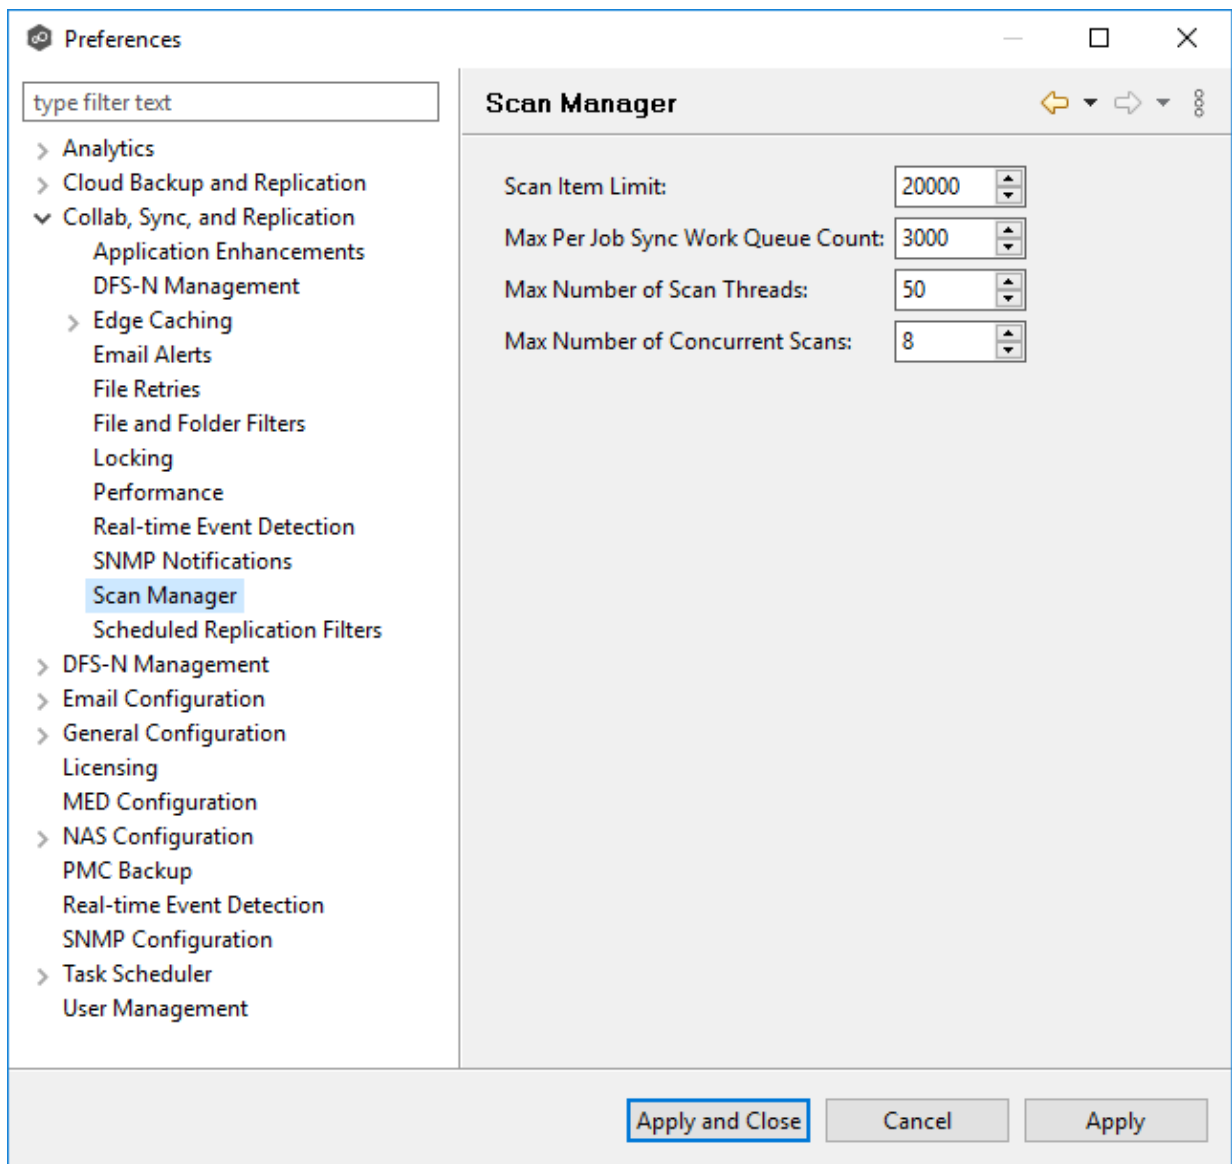 Preferences
type filter text
Analytics
Cloud Backup and Replication
Collab, Sync, and Replication
Application Enhancements
DFS-N Management
Edge Caching
Email Alerts
File Retries
File and Folder Filters
Locking
Performance
Real-time Event Detection
SNMP Notifications
Scan Manager
Scheduled Replication Filters
DFS-N Management
Email Configuration
General Configuration
Licensing
MED Configuration
NAS Configuration
PMC Backup
Real-time Event Detection
SNMP Configuration
Task Scheduler
User Management
Scan Manager
Scan Item Limit: 20000
Max Per Job Sync Work Queue Count: 3000
Max Number of Scan Threads: 50
Max Number of Concurrent Scans: 8
Apply and Close Cancel Apply